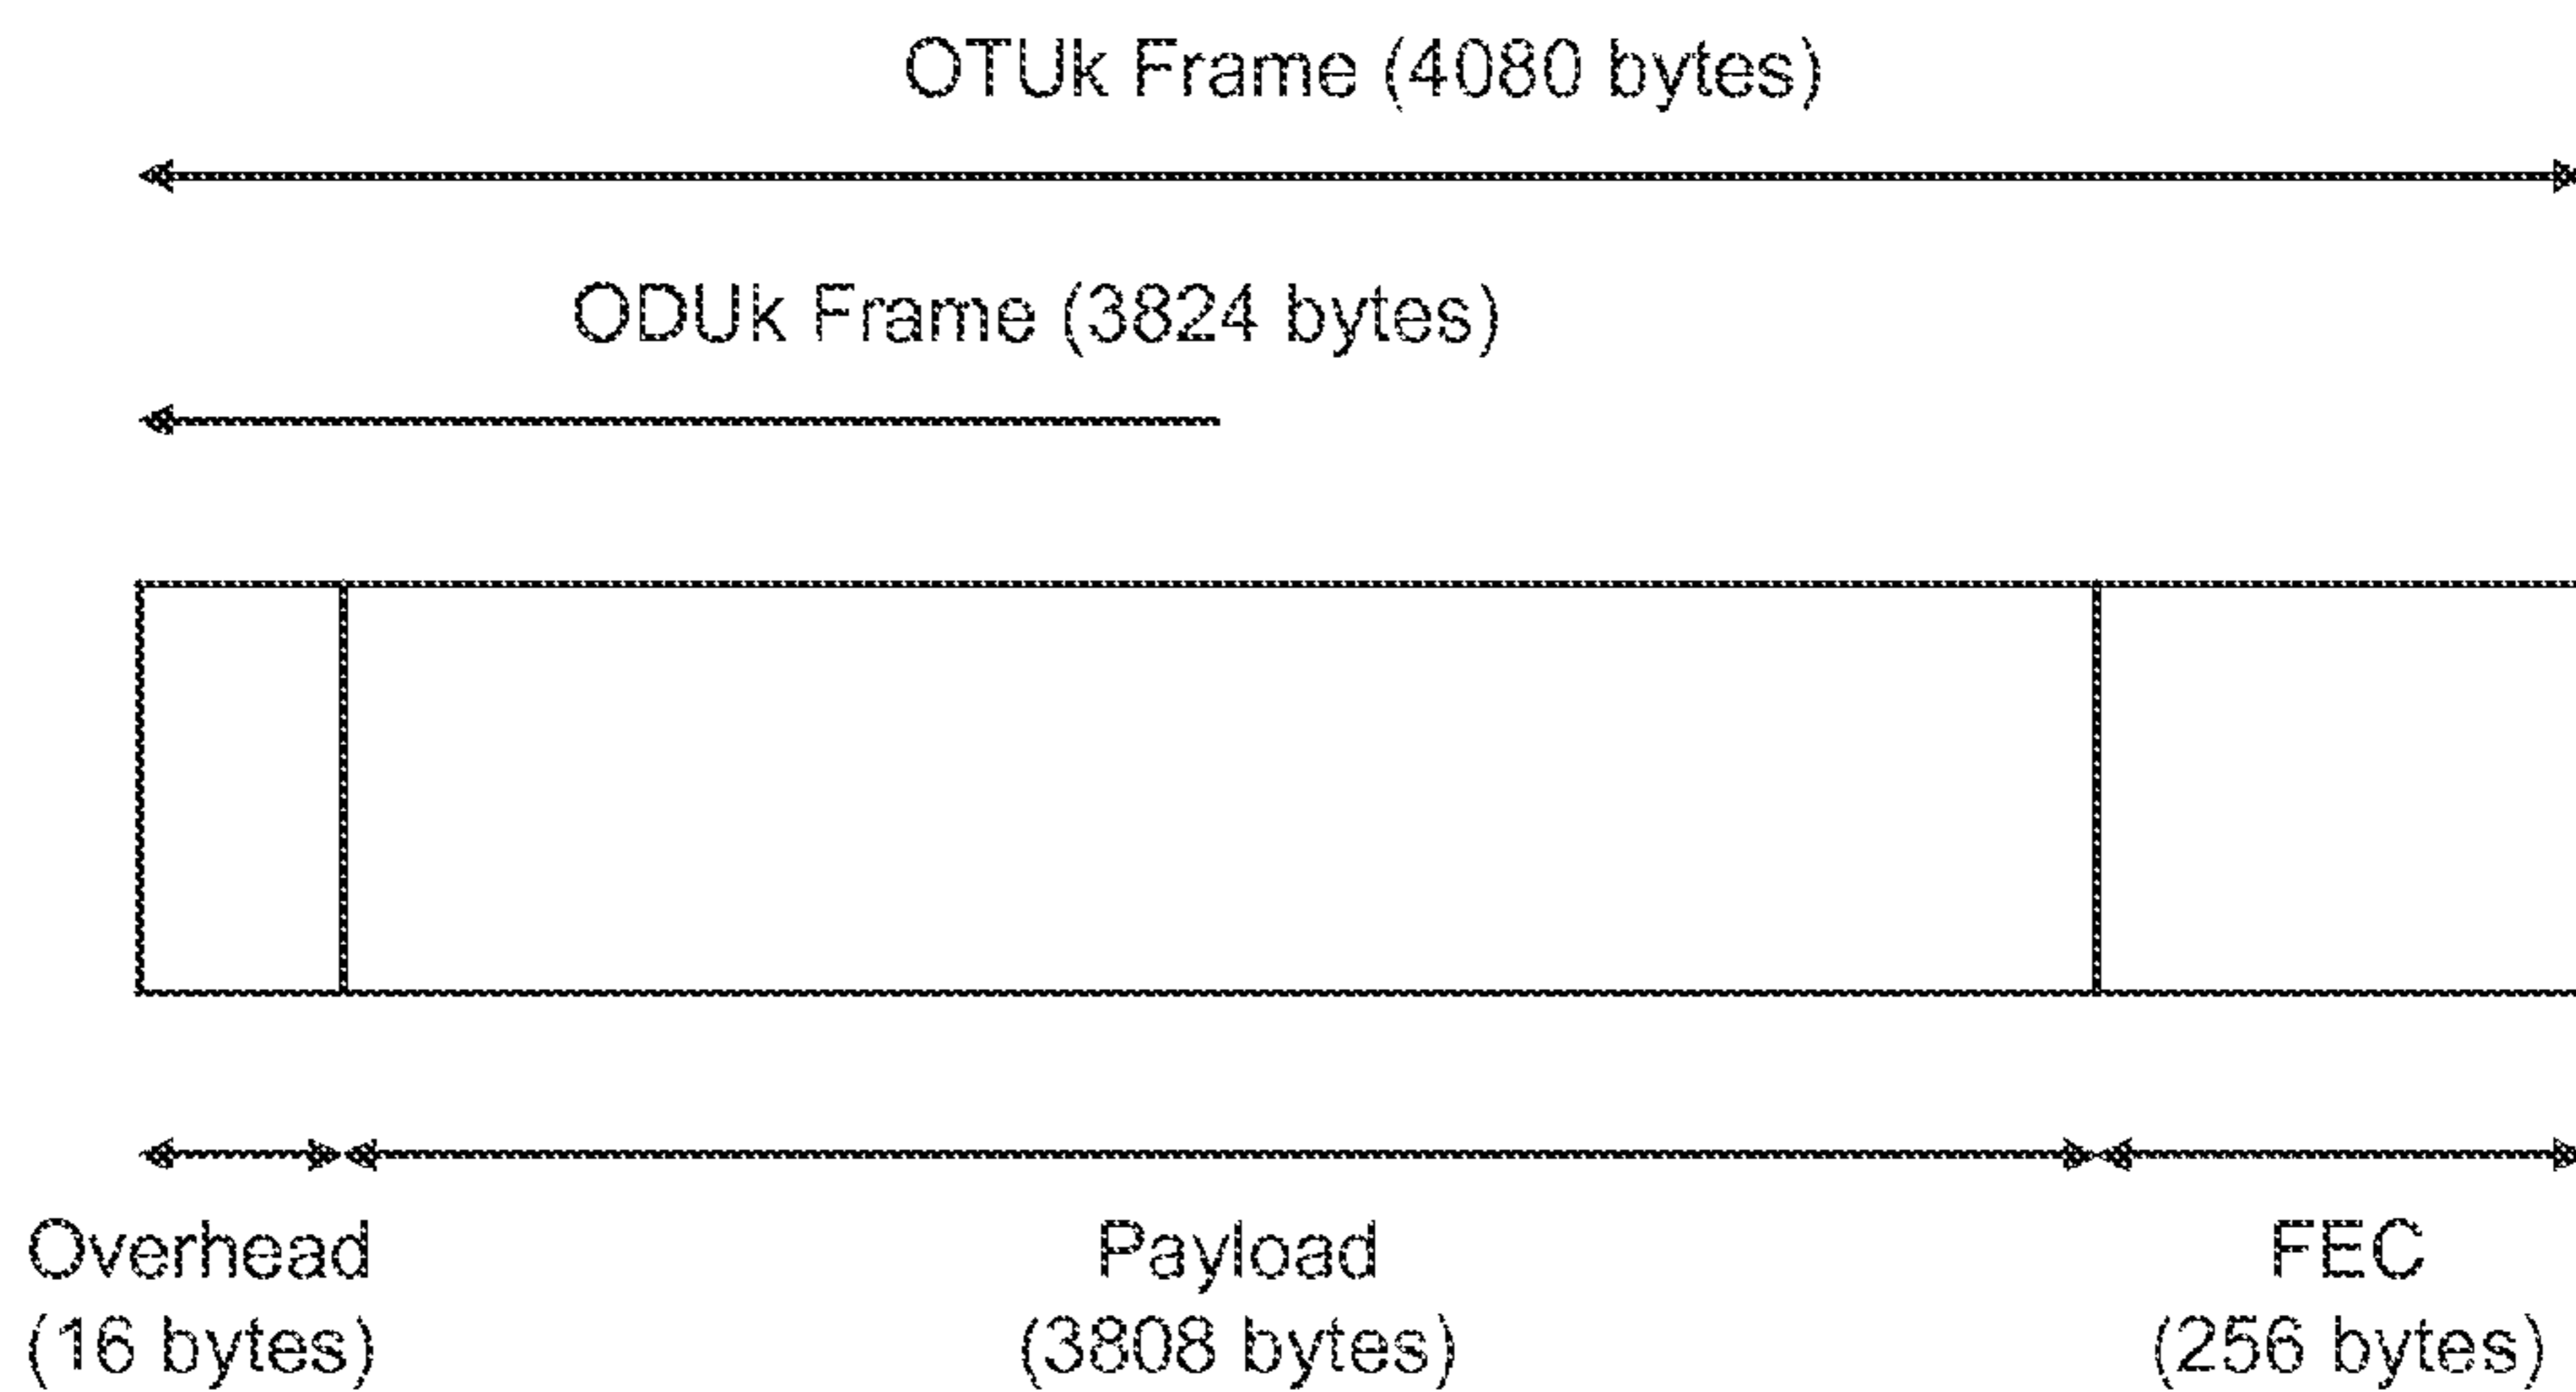 OTUk Frame (4080 bytes)
ODUk Frame (3824 bytes)
Overhead
(16 bytes)
Payload
(3808 bytes)
FEC
(256 bytes)